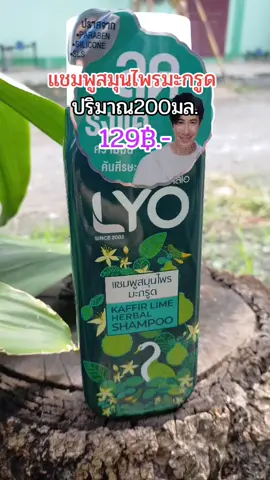 ปราศจาก
PARABEN
SILICONE
SLS
แชมพูสมุนไพรมะกรูด
ปริมาณ200มล.
129฿.-
คันศีรษะ
LYO
SINCE 2003
แชมพูสมุนไพร
มะกรูด
KAFFIR LIME
HERBAL
SHAMPOO